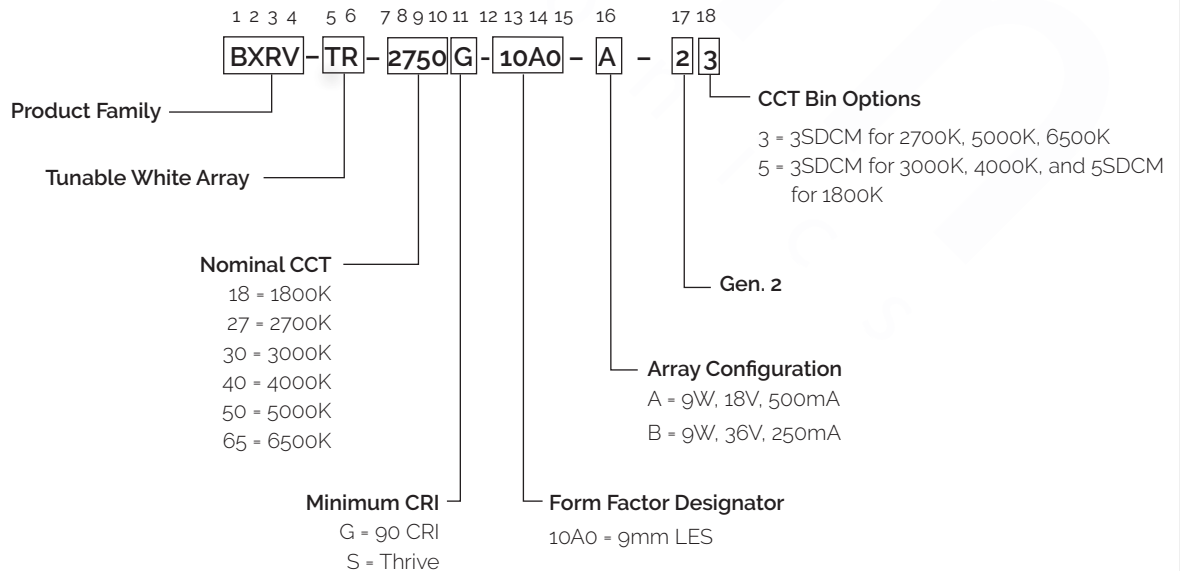 1 2 3 4 5 6 7 8 9 10 11 12 13 14 15 16 17 18
BXRV – TR – 2750 G - 10A0 – A – 2 3
Product Family
CCT Bin Options
3 = 3SDCM for 2700K, 5000K, 6500K
5 = 3SDCM for 3000K, 4000K, and 5SDCM
for 1800K
Tunable White Array
Nominal CCT
18 = 1800K
27 = 2700K
30 = 3000K
40 = 4000K
50 = 5000K
65 = 6500K
Gen. 2
Array Configuration
A = 9W, 18V, 500mA
B = 9W, 36V, 250mA
Minimum CRI
G = 90 CRI
S = Thrive
Form Factor Designator
10A0 = 9mm LES